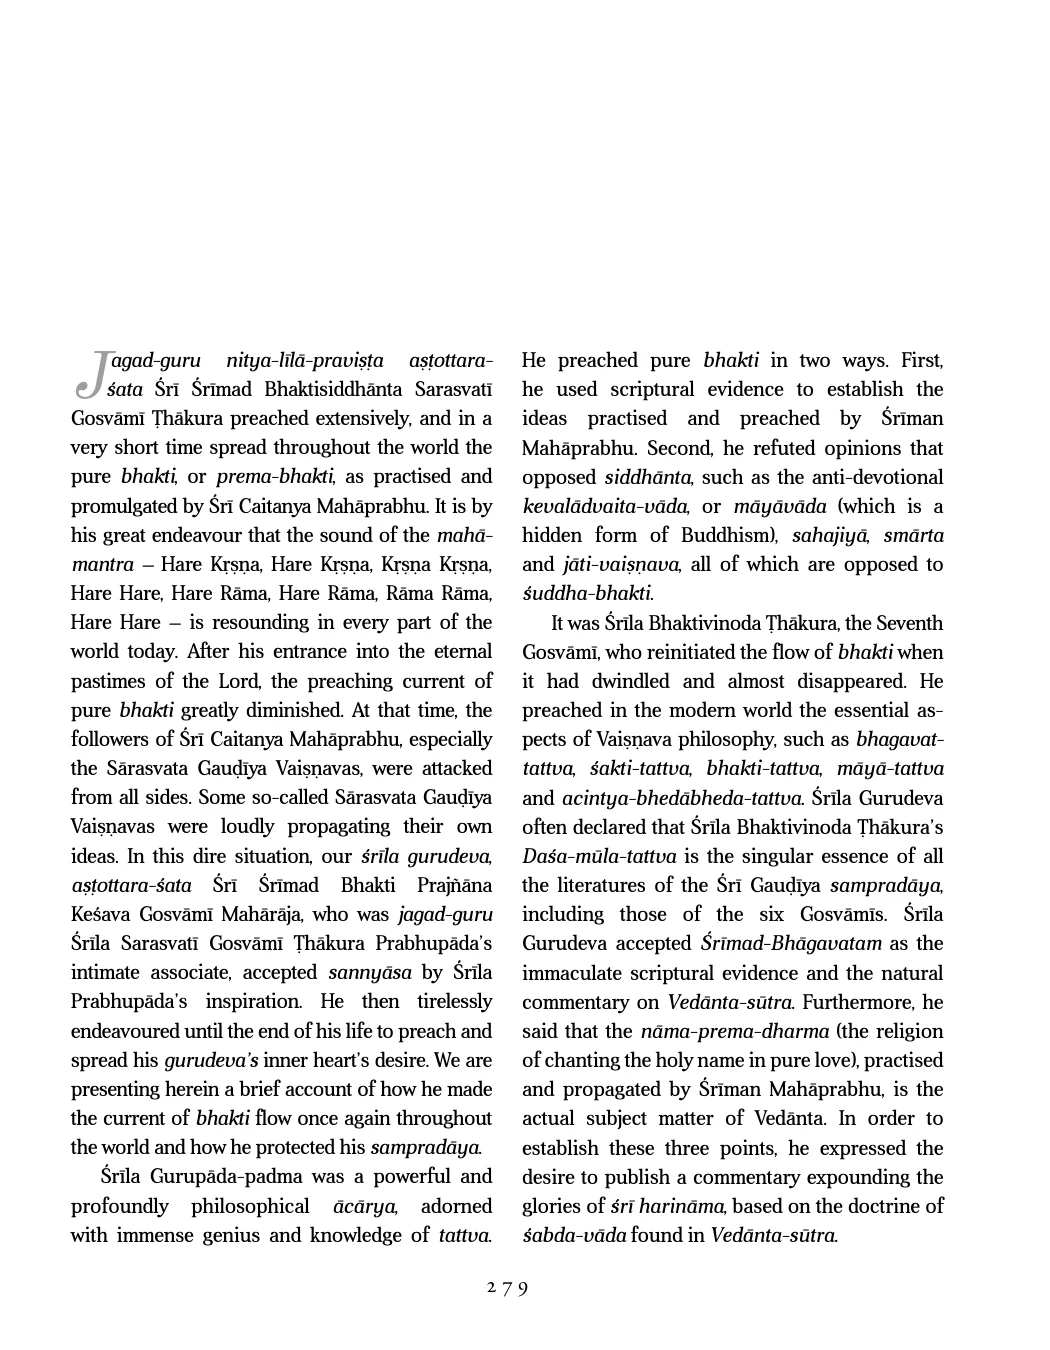 Jagad-guru nitya-līlā-praviṣṭa aṣṭottara-
śata Śrī Śrīmad Bhaktisiddhānta Sarasvatī
Gosvāmī Ṭhākura preached extensively, and in a
very short time spread throughout the world the
pure bhakti, or prema-bhakti, as practised and
promulgated by Śrī Caitanya Mahāprabhu. It is by
his great endeavour that the sound of the mahā-
mantra – Hare Kṛṣṇa, Hare Kṛṣṇa, Kṛṣṇa Kṛṣṇa,
Hare Hare, Hare Rāma, Hare Rāma, Rāma Rāma,
Hare Hare – is resounding in every part of the
world today. After his entrance into the eternal
pastimes of the Lord, the preaching current of
pure bhakti greatly diminished. At that time, the
followers of Śrī Caitanya Mahāprabhu, especially
the Sārasvata Gauḍīya Vaiṣṇavas, were attacked
from all sides. Some so-called Sārasvata Gauḍīya
Vaiṣṇavas were loudly propagating their own
ideas. In this dire situation, our śrīla gurudeva,
aṣṭottara-śata Śrī Śrīmad Bhakti Prajñāna
Keśava Gosvāmī Mahārāja, who was jagad-guru
Śrīla Sarasvatī Gosvāmī Ṭhākura Prabhupāda’s
intimate associate, accepted sannyāsa by Śrīla
Prabhupāda’s inspiration. He then tirelessly
endeavoured until the end of his life to preach and
spread his gurudeva’s inner heart’s desire. We are
presenting herein a brief account of how he made
the current of bhakti flow once again throughout
the world and how he protected his sampradāya.
Śrīla Gurupāda-padma was a powerful and
profoundly philosophical ācārya, adorned
with immense genius and knowledge of tattva.
He preached pure bhakti in two ways. First,
he used scriptural evidence to establish the
ideas practised and preached by Śrīman
Mahāprabhu. Second, he refuted opinions that
opposed siddhānta, such as the anti-devotional
kevalādvaita-vāda, or māyāvāda (which is a
hidden form of Buddhism), sahajiyā, smārta
and jāti-vaiṣṇava, all of which are opposed to
śuddha-bhakti.
It was Śrīla Bhaktivinoda Ṭhākura, the Seventh
Gosvāmī, who reinitiated the flow of bhakti when
it had dwindled and almost disappeared. He
preached in the modern world the essential as-
pects of Vaiṣṇava philosophy, such as bhagavat-
tattva, śakti-tattva, bhakti-tattva, māyā-tattva
and acintya-bhedābheda-tattva. Śrīla Gurudeva
often declared that Śrīla Bhaktivinoda Ṭhākura’s
Daśa-mūla-tattva is the singular essence of all
the literatures of the Śrī Gauḍīya sampradāya,
including those of the six Gosvāmīs. Śrīla
Gurudeva accepted Śrīmad-Bhāgavatam as the
immaculate scriptural evidence and the natural
commentary on Vedānta-sūtra. Furthermore, he
said that the nāma-prema-dharma (the religion
of chanting the holy name in pure love), practised
and propagated by Śrīman Mahāprabhu, is the
actual subject matter of Vedānta. In order to
establish these three points, he expressed the
desire to publish a commentary expounding the
glories of śrī harināma, based on the doctrine of
śabda-vāda found in Vedānta-sūtra.
279